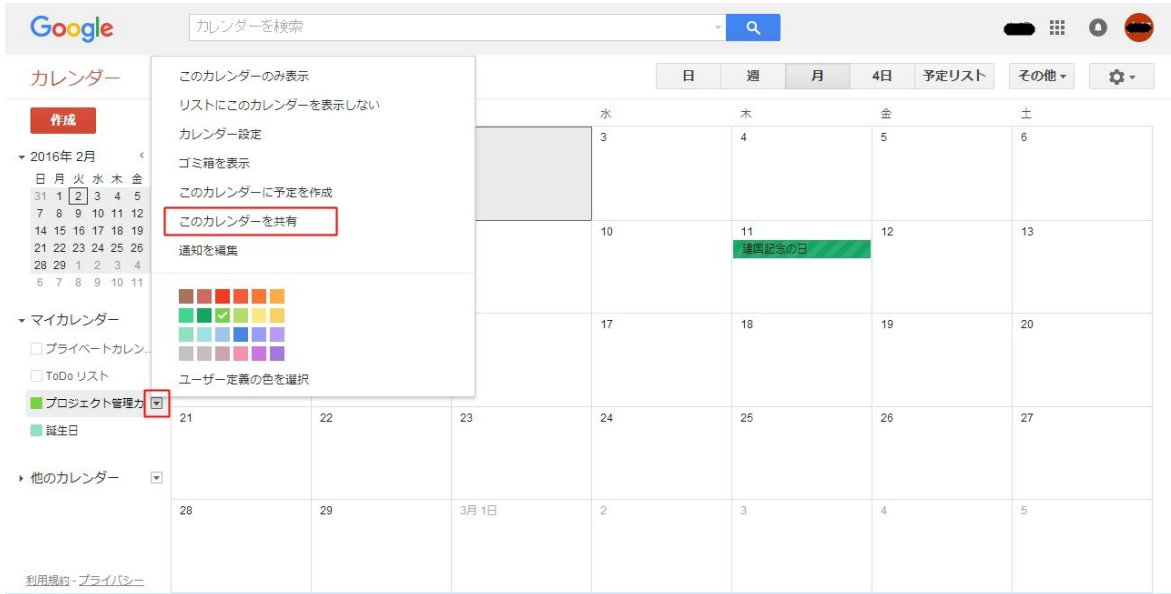 Google
カレンダーを検索
カレンダー
日 週 月 4日 予定リスト その他
作成
2016年 2月
日 月 火 水 木 金
31 1 2 3 4 5
7 8 9 10 11 12
14 15 16 17 18 19
21 22 23 24 25 26
28 29 1 2 3 4
6 7 8 9 10 11
マイカレンダー
プライベートカレン...
ToDo リスト
プロジェクト管理カ
誕生日
他のカレンダー
利用規約 - プライバシー
このカレンダーのみ表示
リストにこのカレンダーを表示しない
カレンダー設定
ゴミ箱を表示
このカレンダーに予定を作成
このカレンダーを共有
通知を編集
ユーザー定義の色を選択
水 木 金 土
3 4 5 6
10 11 12 13
建国記念の日
17 18 19 20
21 22 23 24 25 26 27
28 29 3月 1日 2 3 4 5